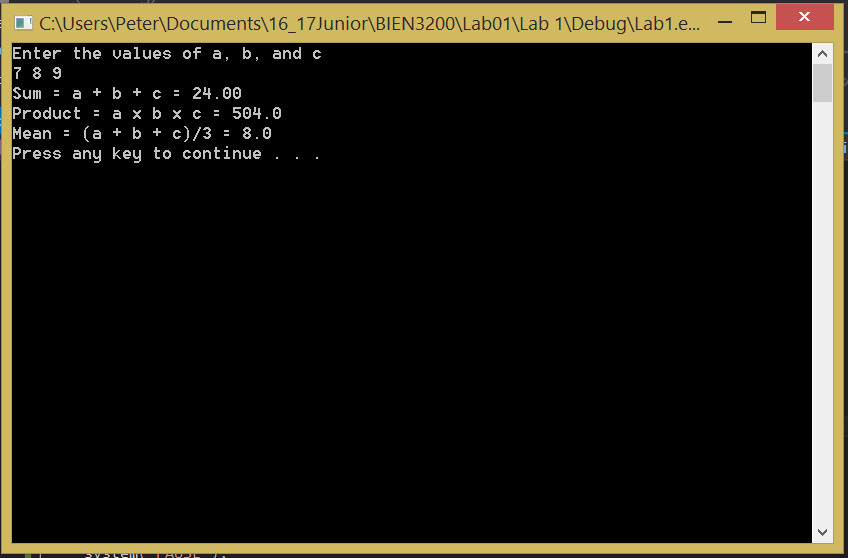 C:\Users\Peter\Documents\16_17Junior\BIEN3200\Lab01\Lab 1\Debug\Lab1.e...
Enter the values of a, b, and c
7 8 9
Sum = a + b + c = 24.00
Product = a x b x c = 504.0
Mean = (a + b + c)/3 = 8.0
Press any key to continue . . .